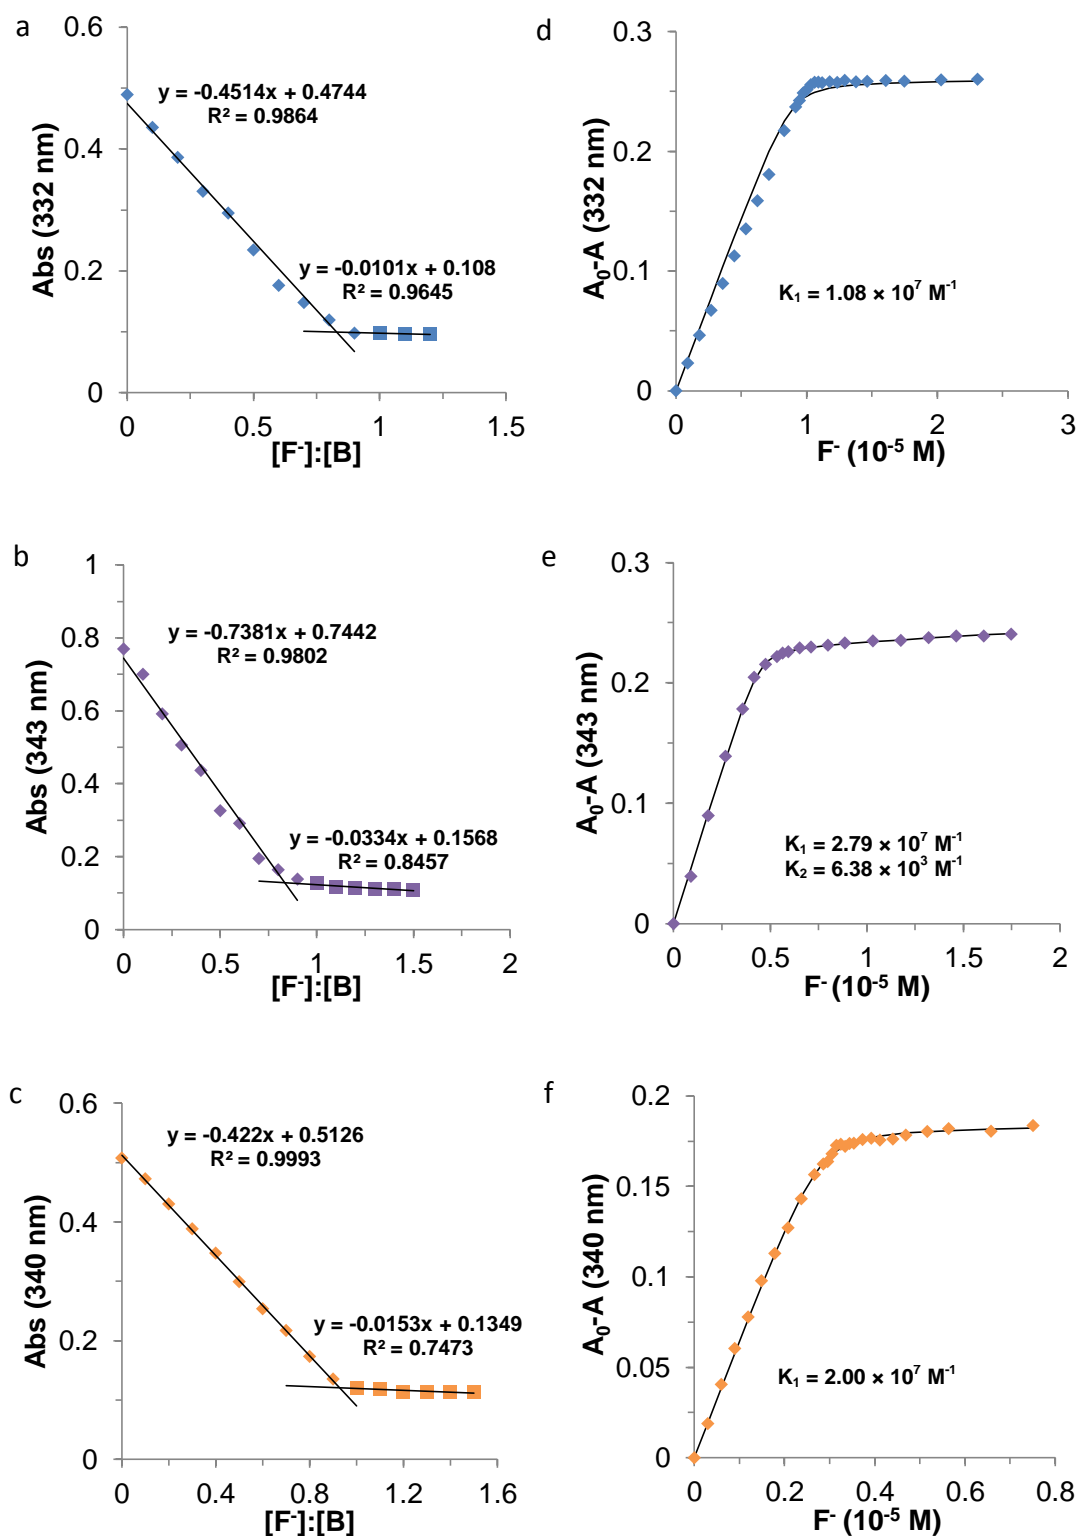 a
0.6
0.4
0.2
0
Abs (332 nm)
y = -0.4514x + 0.4744
R² = 0.9864
y = -0.0101x + 0.108
R² = 0.9645
0 0.5 1 1.5
[F⁻]:[B]
d
0.3
0.2
0.1
0
A₀-A (332 nm)
K₁ = 1.08 × 10⁷ M⁻¹
0 1 2 3
F⁻ (10⁻⁵ M)
b
1
0.8
0.6
0.4
0.2
0
Abs (343 nm)
y = -0.7381x + 0.7442
R² = 0.9802
y = -0.0334x + 0.1568
R² = 0.8457
0 0.5 1 1.5 2
[F⁻]:[B]
e
0.3
0.2
0.1
0
A₀-A (343 nm)
K₁ = 2.79 × 10⁷ M⁻¹
K₂ = 6.38 × 10³ M⁻¹
0 0.5 1 1.5 2
F⁻ (10⁻⁵ M)
c
0.6
0.4
0.2
0
Abs (340 nm)
y = -0.422x + 0.5126
R² = 0.9993
y = -0.0153x + 0.1349
R² = 0.7473
0 0.4 0.8 1.2 1.6
[F⁻]:[B]
f
0.2
0.15
0.1
0.05
0
A₀-A (340 nm)
K₁ = 2.00 × 10⁷ M⁻¹
0 0.2 0.4 0.6 0.8
F⁻ (10⁻⁵ M)